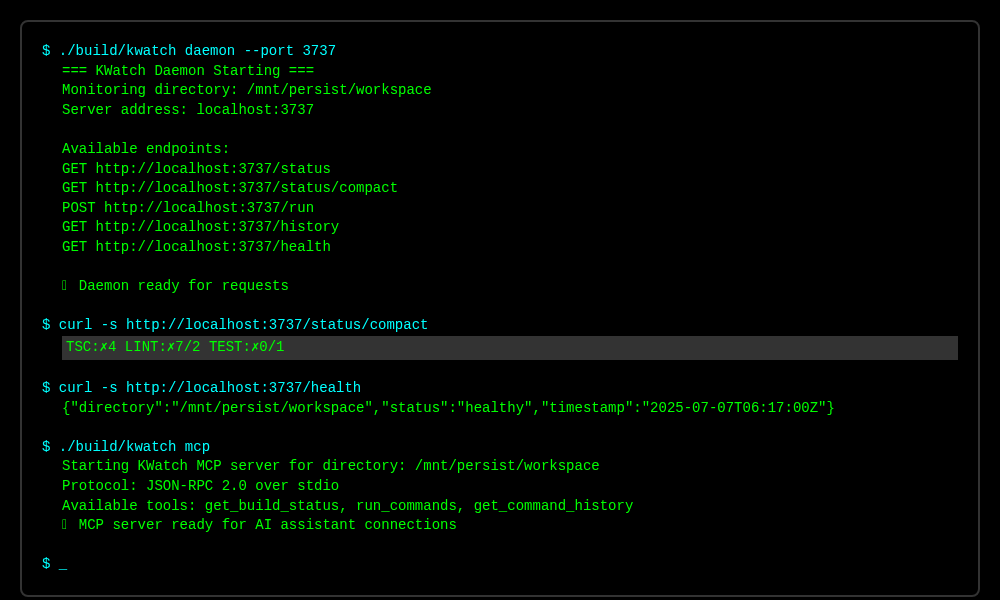 $ ./build/kwatch daemon --port 3737
=== KWatch Daemon Starting ===
Monitoring directory: /mnt/persist/workspace
Server address: localhost:3737
Available endpoints:
GET http://localhost:3737/status
GET http://localhost:3737/status/compact
POST http://localhost:3737/run
GET http://localhost:3737/history
GET http://localhost:3737/health
Daemon ready for requests
$ curl -s http://localhost:3737/status/compact
TSC:✗4 LINT:✗7/2 TEST:✗0/1
$ curl -s http://localhost:3737/health
{"directory":"/mnt/persist/workspace","status":"healthy","timestamp":"2025-07-07T06:17:00Z"}
$ ./build/kwatch mcp
Starting KWatch MCP server for directory: /mnt/persist/workspace
Protocol: JSON-RPC 2.0 over stdio
Available tools: get_build_status, run_commands, get_command_history
MCP server ready for AI assistant connections
$ _